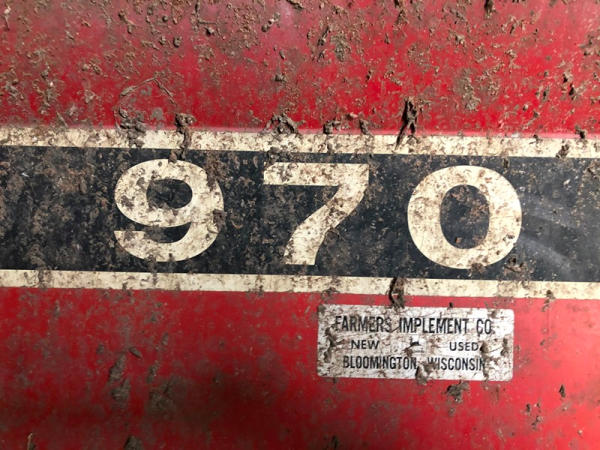 970
FARMERS IMPLEMENT CO.
NEW - USED
BLOOMINGTON, WISCONSIN